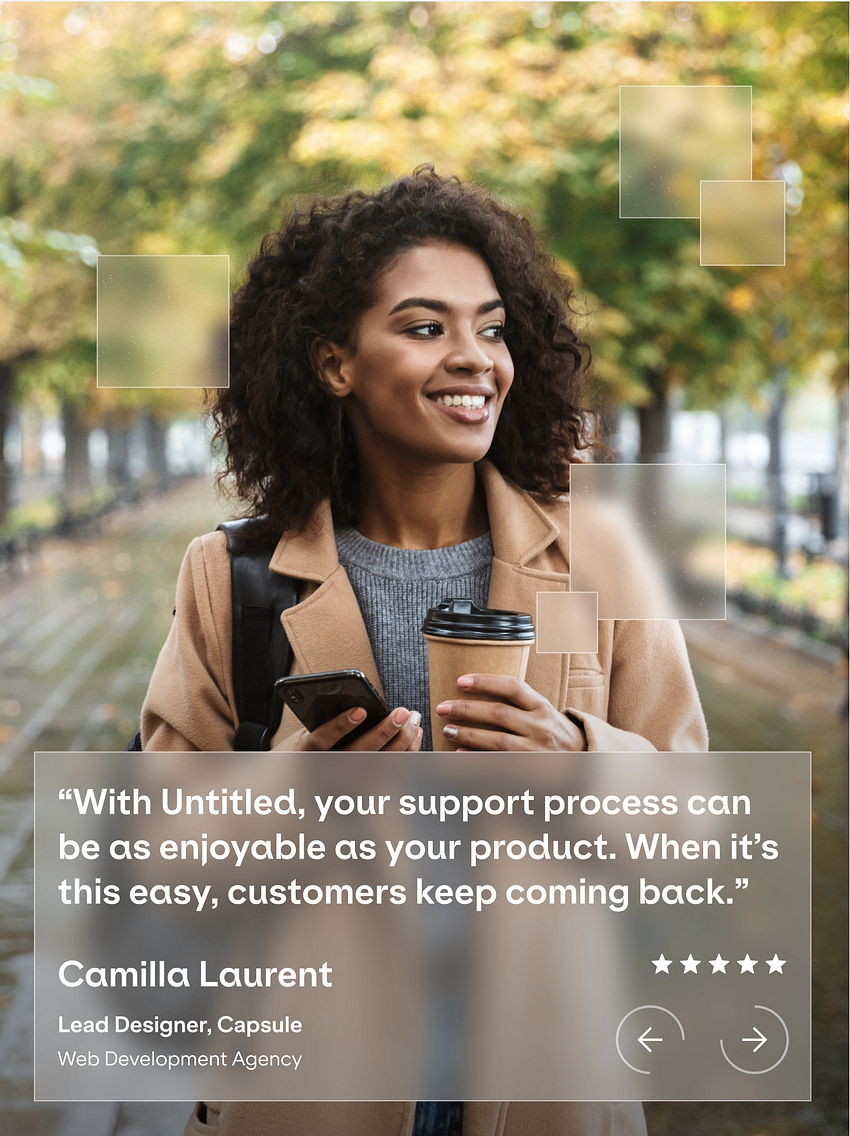 “With Untitled, your support process can
be as enjoyable as your product. When it’s
this easy, customers keep coming back.”
Camilla Laurent
Lead Designer, Capsule
Web Development Agency